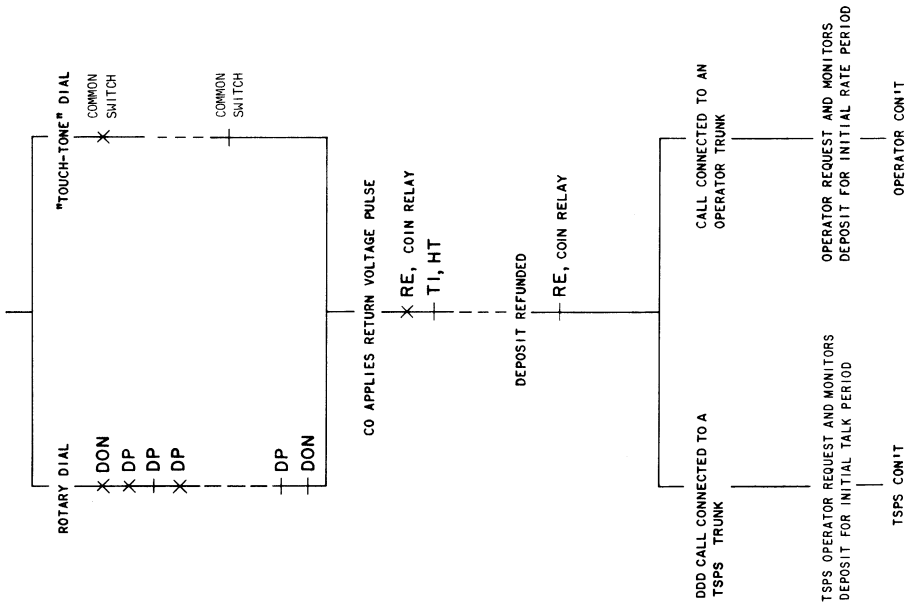 ROTARY DIAL
DON
DP
DP
DP
DP
DON
"TOUCH-TONE" DIAL
COMMON
SWITCH
COMMON
SWITCH
CO APPLIES RETURN VOLTAGE PULSE
RE, COIN RELAY
TI, HT
DEPOSIT REFUNDED
RE, COIN RELAY
DDD CALL CONNECTED TO A
TSPS TRUNK
TSPS OPERATOR REQUEST AND MONITORS
DEPOSIT FOR INITIAL TALK PERIOD
TSPS CON'T
CALL CONNECTED TO AN
OPERATOR TRUNK
OPERATOR REQUEST AND MONITORS
DEPOSIT FOR INITIAL RATE PERIOD
OPERATOR CON'T